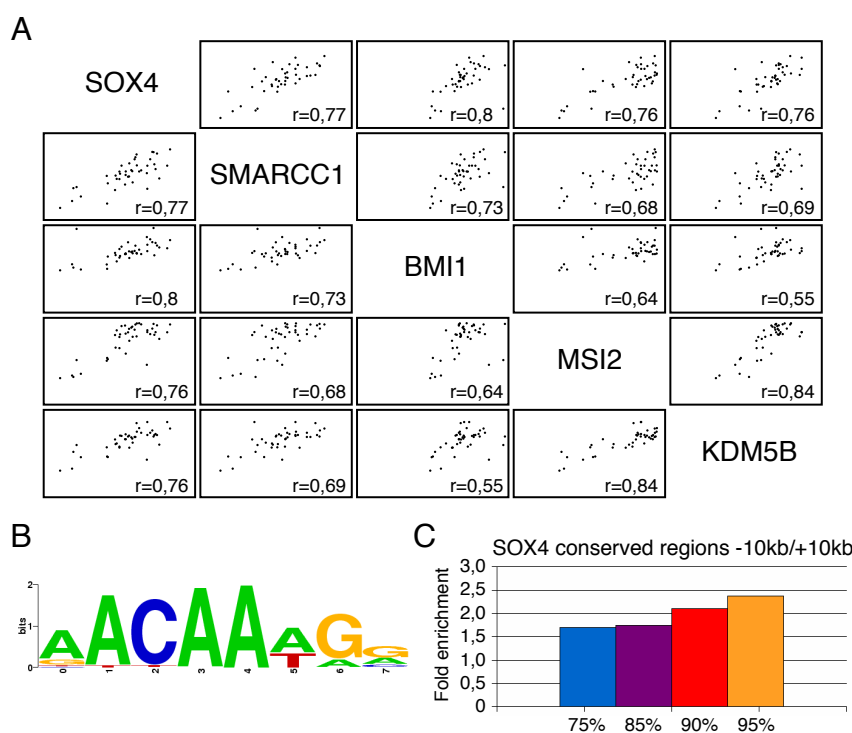 A
SOX4
r=0,77
r=0,8
r=0,76
r=0,76
r=0,77
SMARCC1
r=0,73
r=0,68
r=0,69
r=0,8
r=0,73
BMI1
r=0,64
r=0,55
r=0,76
r=0,68
r=0,64
MSI2
r=0,84
r=0,76
r=0,69
r=0,55
r=0,84
KDM5B
B
bits
2
1
0
AACAAAGG
G T T T A A
0 1 2 3 4 5 6 7
C
SOX4 conserved regions -10kb/+10kb
Fold enrichment
3,0
2,5
2,0
1,5
1,0
0,5
0
75% 85% 90% 95%